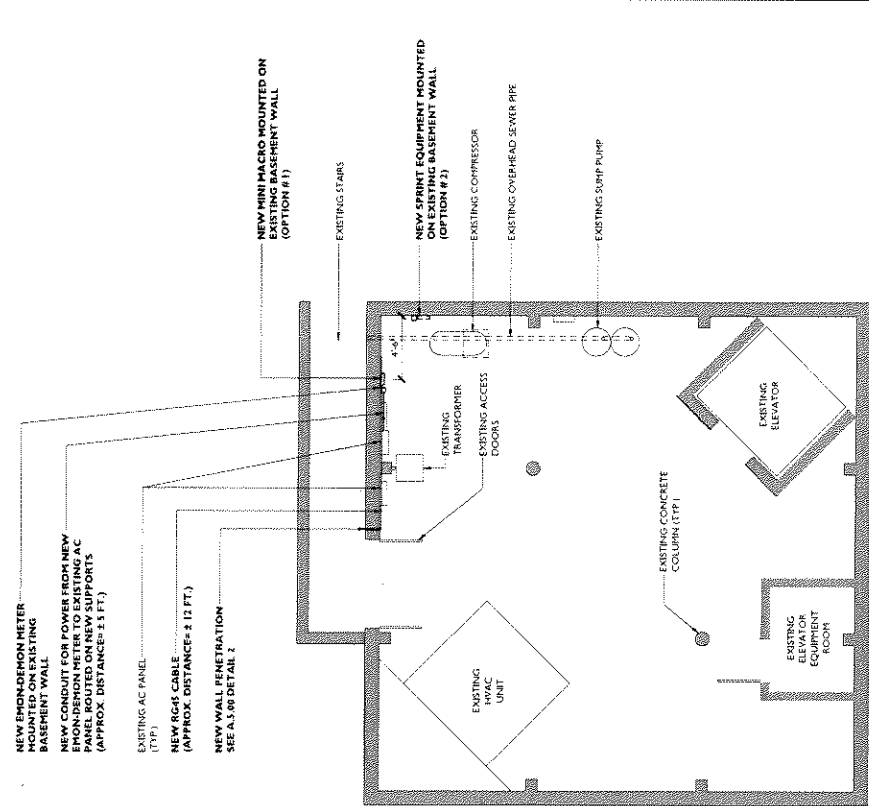 NEW EMON-DEMON METER
MOUNTED ON EXISTING
BASEMENT WALL
NEW CONDUIT FOR POWER FROM NEW
EMON-DEMON METER TO EXISTING AC
PANEL ROUTED ON NEW SUPPORTS
(APPROX. DISTANCE= ± 5 FT.)
EXISTING AC PANEL
(TYP)
NEW RG45 CABLE
(APPROX. DISTANCE= ± 12 FT.)
NEW WALL PENETRATION
SEE A.5.00 DETAIL 2
NEW MINI MACRO MOUNTED ON
EXISTING BASEMENT WALL
(OPTION # 1)
EXISTING STAIRS
NEW SPRINT EQUIPMENT MOUNTED
ON EXISTING BASEMENT WALL
(OPTION # 2)
EXISTING COMPRESSOR
EXISTING OVERHEAD SEWER PIPE
EXISTING SUMP PUMP
4'-6"
EXISTING
TRANSFORMER
EXISTING ACCESS
DOORS
EXISTING
ELEVATOR
EXISTING CONCRETE
COLUMN (TYP)
EXISTING
HVAC
UNIT
EXISTING
ELEVATOR
EQUIPMENT
ROOM